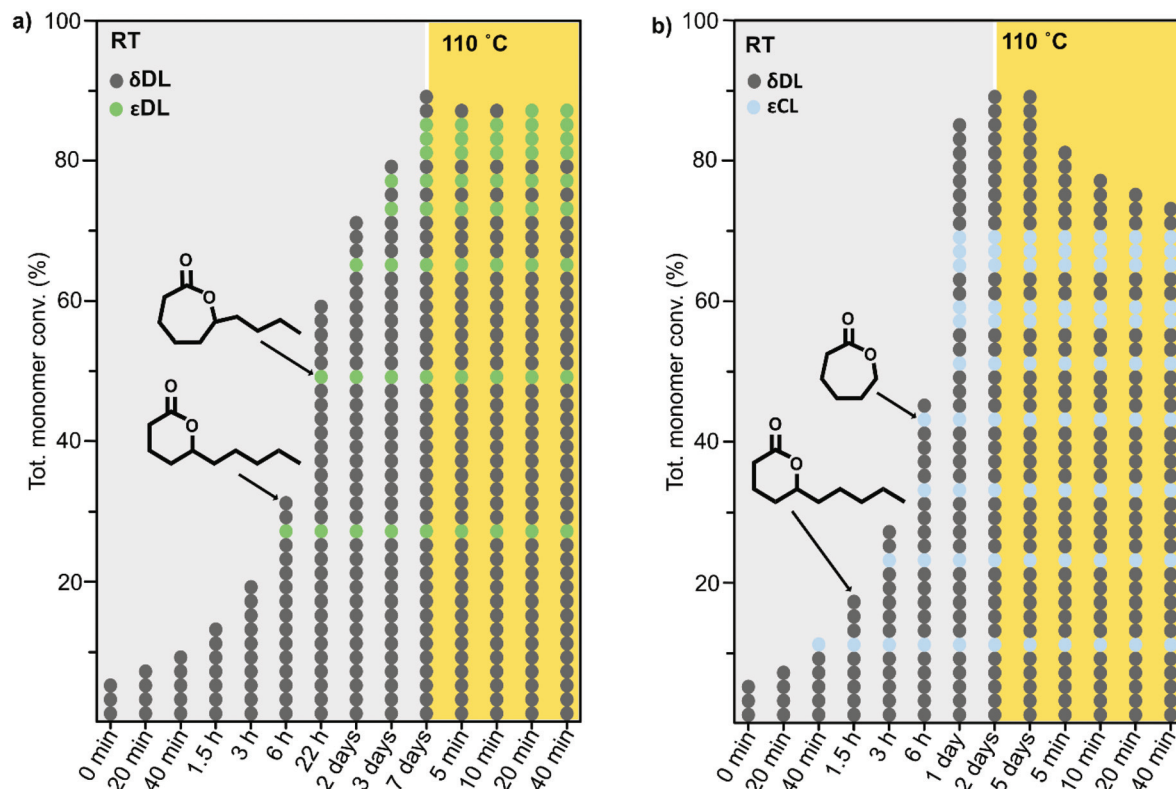 a)
RT
110 °C
δDL
εDL
Tot. monomer conv. (%)
100
80
60
40
20
O
O
O
O
0 min
20 min
40 min
1.5 h
3 h
6 h
22 h
2 days
3 days
7 days
5 min
10 min
20 min
40 min
b)
RT
110 °C
δDL
εCL
Tot. monomer conv. (%)
100
80
60
40
20
O
O
O
O
0 min
20 min
40 min
1.5 h
3 h
6 h
1 day
2 days
5 days
5 min
10 min
20 min
40 min